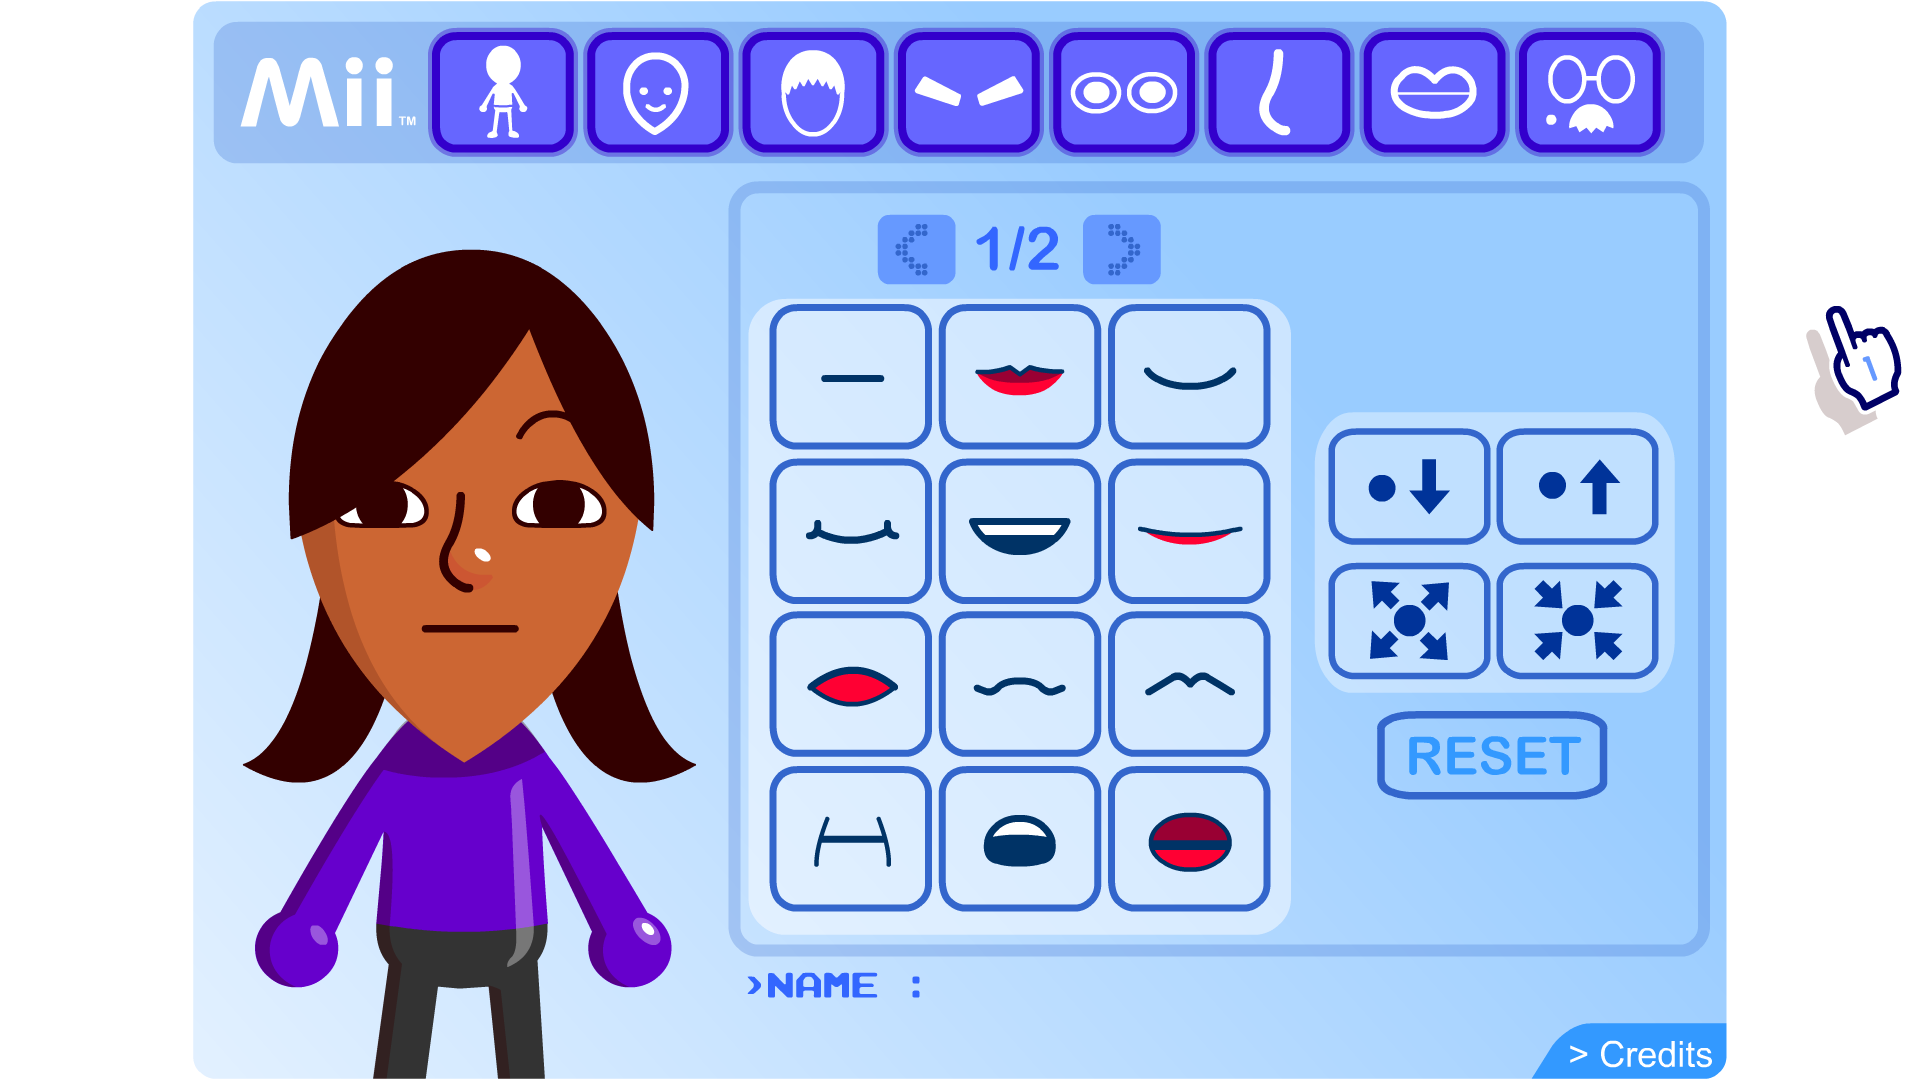 Mii™
1/2
RESET
>NAME :
> Credits
1